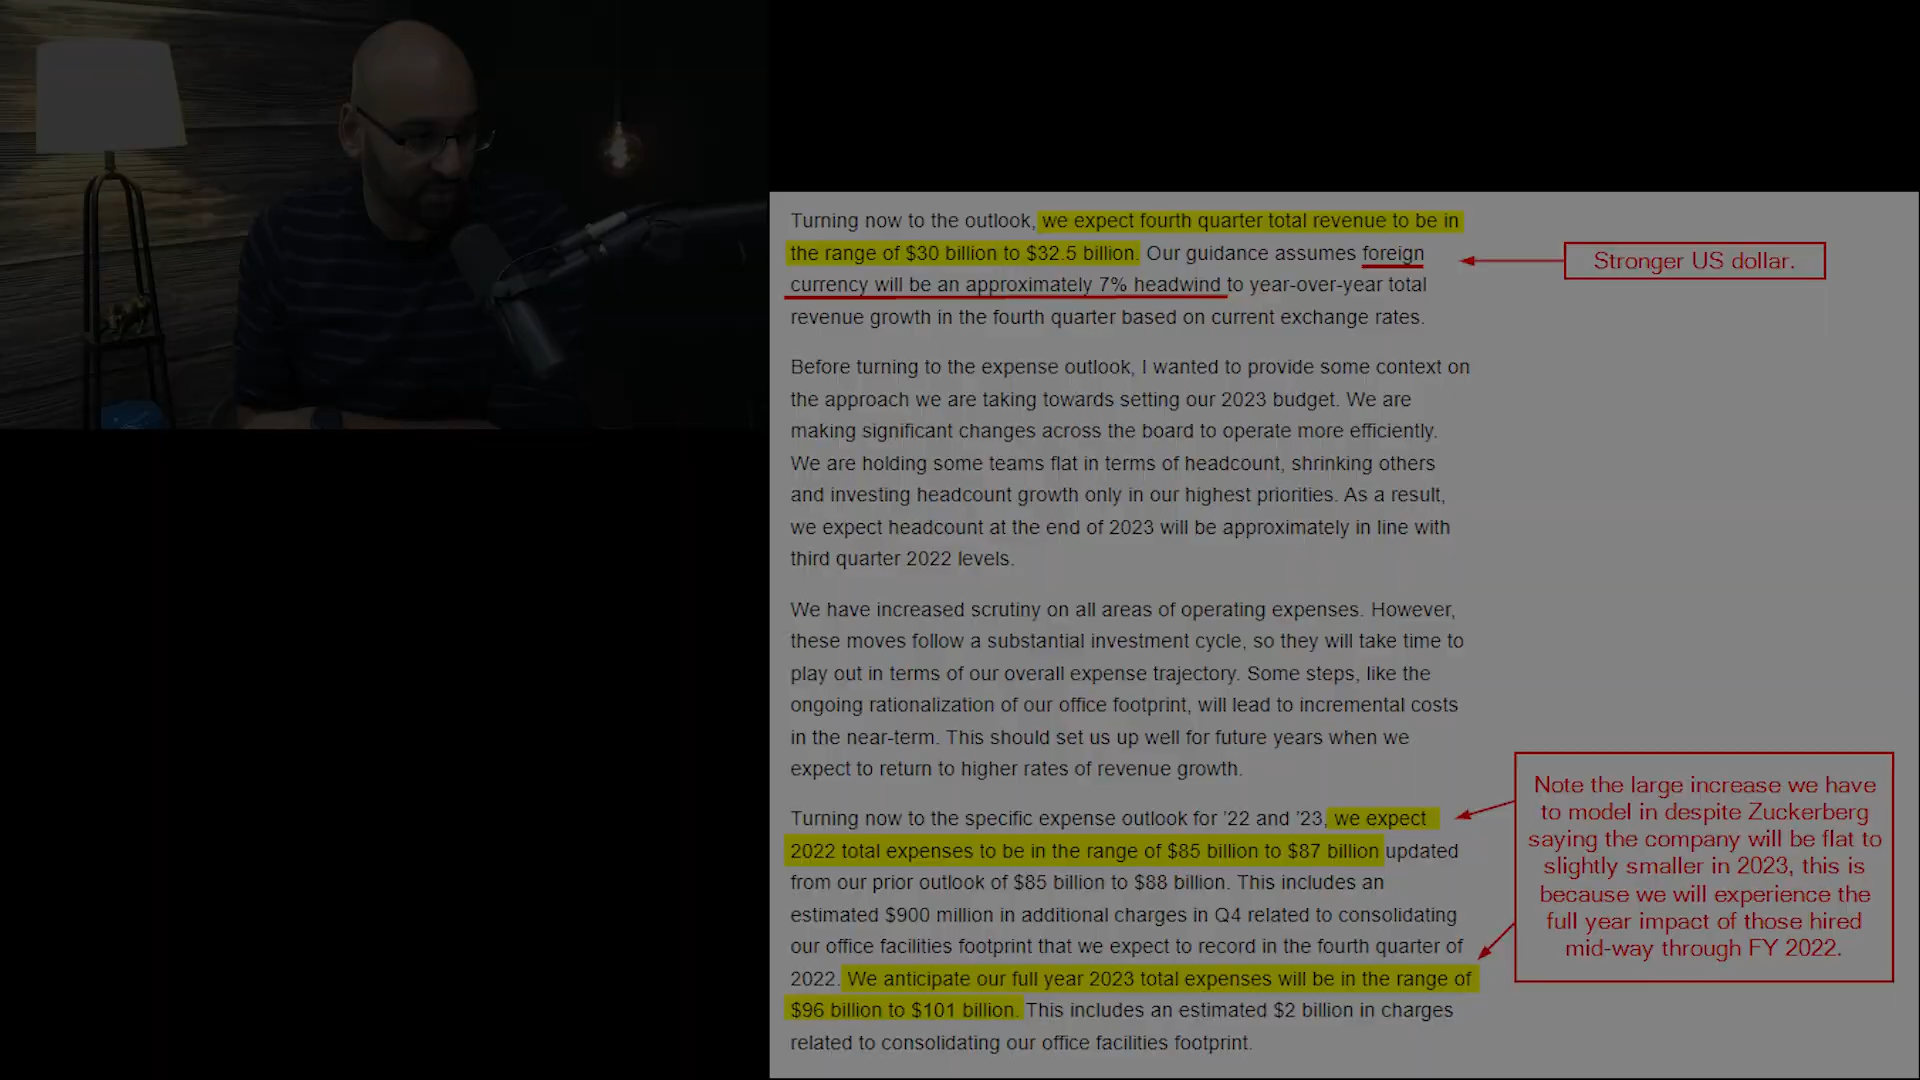 Turning now to the outlook, we expect fourth quarter total revenue to be in
the range of $30 billion to $32.5 billion. Our guidance assumes foreign
currency will be an approximately 7% headwind to year-over-year total
revenue growth in the fourth quarter based on current exchange rates.
Stronger US dollar.
Before turning to the expense outlook, I wanted to provide some context on
the approach we are taking towards setting our 2023 budget. We are
making significant changes across the board to operate more efficiently.
We are holding some teams flat in terms of headcount, shrinking others
and investing headcount growth only in our highest priorities. As a result,
we expect headcount at the end of 2023 will be approximately in line with
third quarter 2022 levels.
We have increased scrutiny on all areas of operating expenses. However,
these moves follow a substantial investment cycle, so they will take time to
play out in terms of our overall expense trajectory. Some steps, like the
ongoing rationalization of our office footprint, will lead to incremental costs
in the near-term. This should set us up well for future years when we
expect to return to higher rates of revenue growth.
Turning now to the specific expense outlook for '22 and '23, we expect
2022 total expenses to be in the range of $85 billion to $87 billion updated
from our prior outlook of $85 billion to $88 billion. This includes an
estimated $900 million in additional charges in Q4 related to consolidating
our office facilities footprint that we expect to record in the fourth quarter of
2022. We anticipate our full year 2023 total expenses will be in the range of
$96 billion to $101 billion. This includes an estimated $2 billion in charges
related to consolidating our office facilities footprint.
Note the large increase we have
to model in despite Zuckerberg
saying the company will be flat to
slightly smaller in 2023, this is
because we will experience the
full year impact of those hired
mid-way through FY 2022.